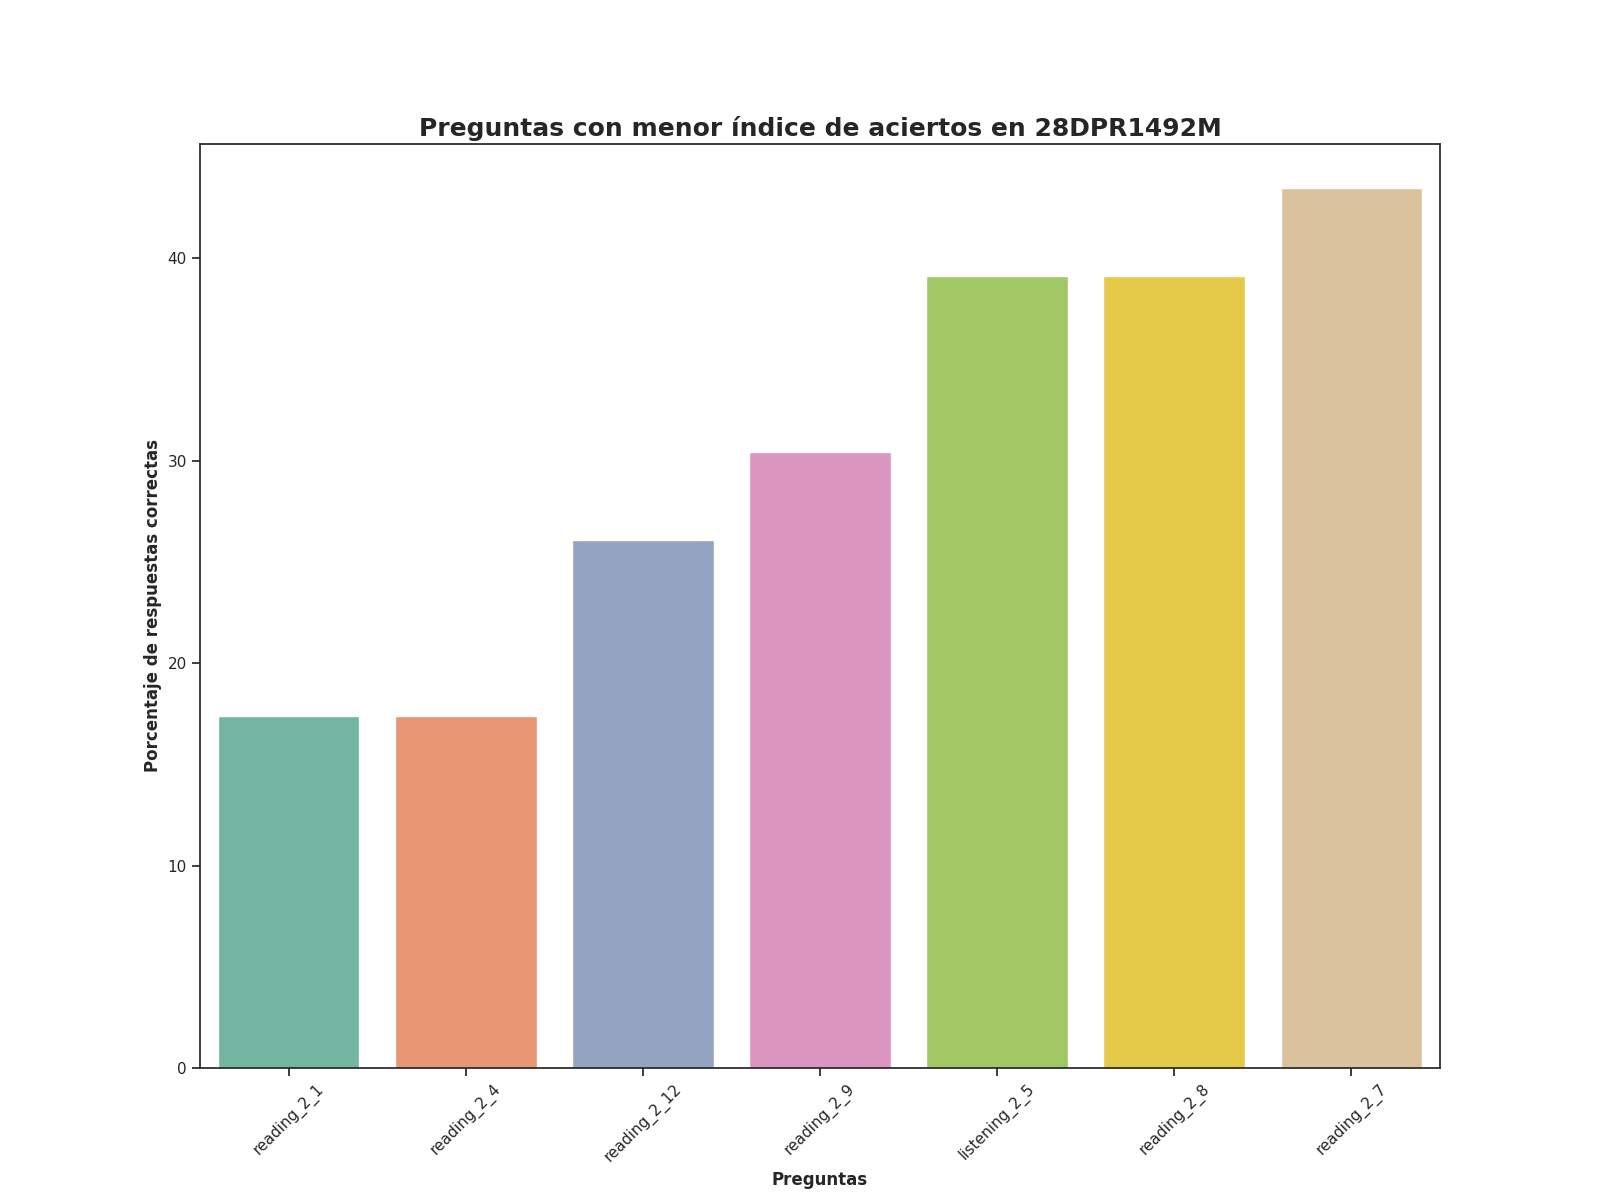 Preguntas con menor índice de aciertos en 28DPR1492M
Porcentaje de respuestas correctas
40
30
20
10
0
reading_2_1
reading_2_4
reading_2_12
reading_2_9
listening_2_5
reading_2_8
reading_2_7
Preguntas